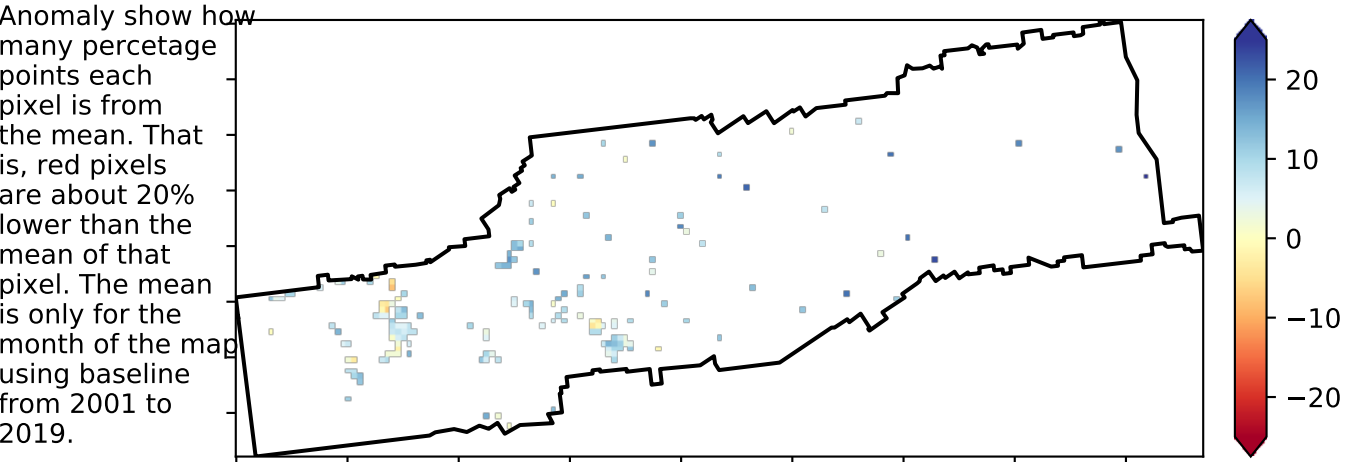 Anomaly show how
many percetage
points each
pixel is from
the mean. That
is, red pixels
are about 20%
lower than the
mean of that
pixel. The mean
is only for the
month of the map
using baseline
from 2001 to
2019.
20
10
0
−10
−20